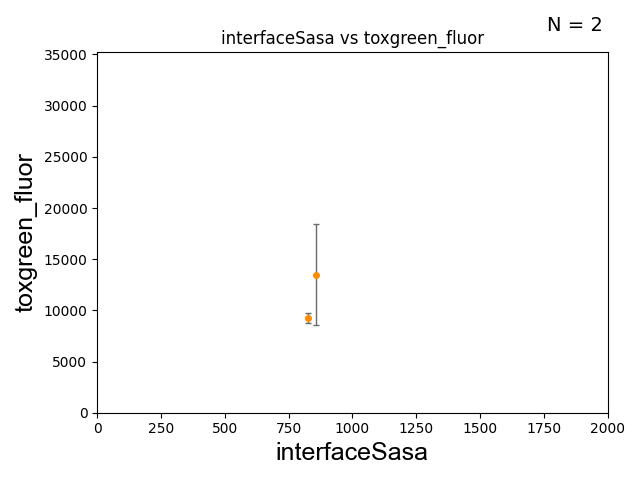 N = 2
interfaceSasa vs toxgreen_fluor
35000
30000
25000
20000
15000
10000
5000
0
toxgreen_fluor
0 250 500 750 1000 1250 1500 1750 2000
interfaceSasa